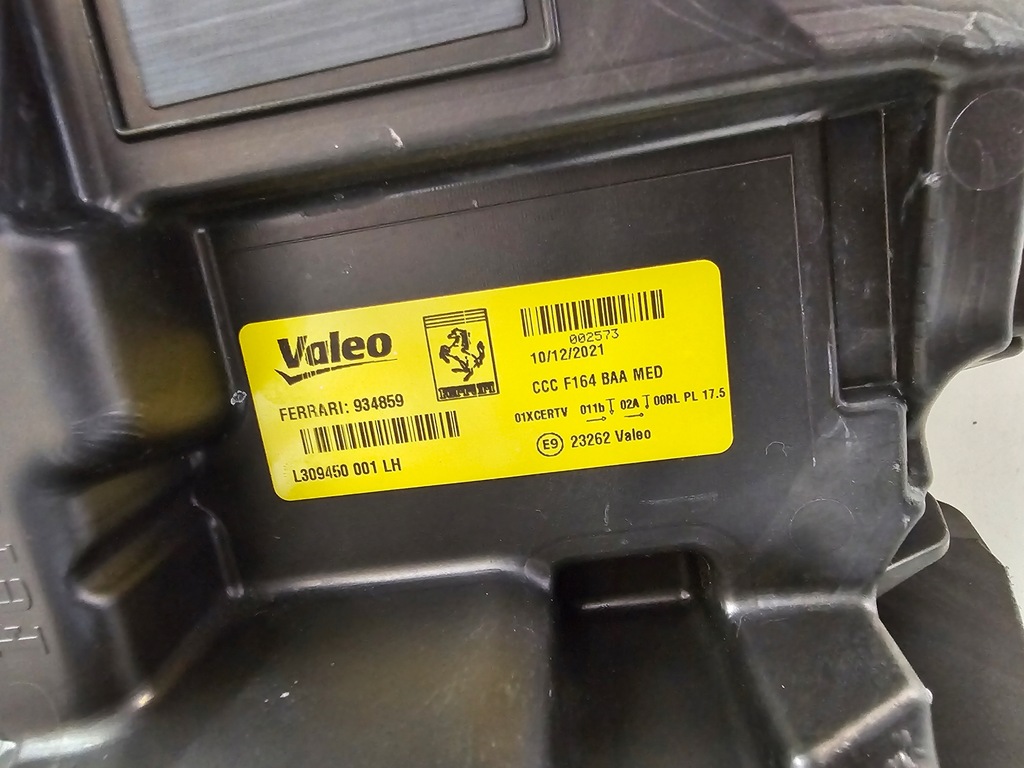 Valeo
FERRARI: 934859
L309450 001 LH
Ferrari
002573
10/12/2021
CCC F164 BAA MED
01XCERTV 011b 02A 00RL PL 17.5
E9 23262 Valeo